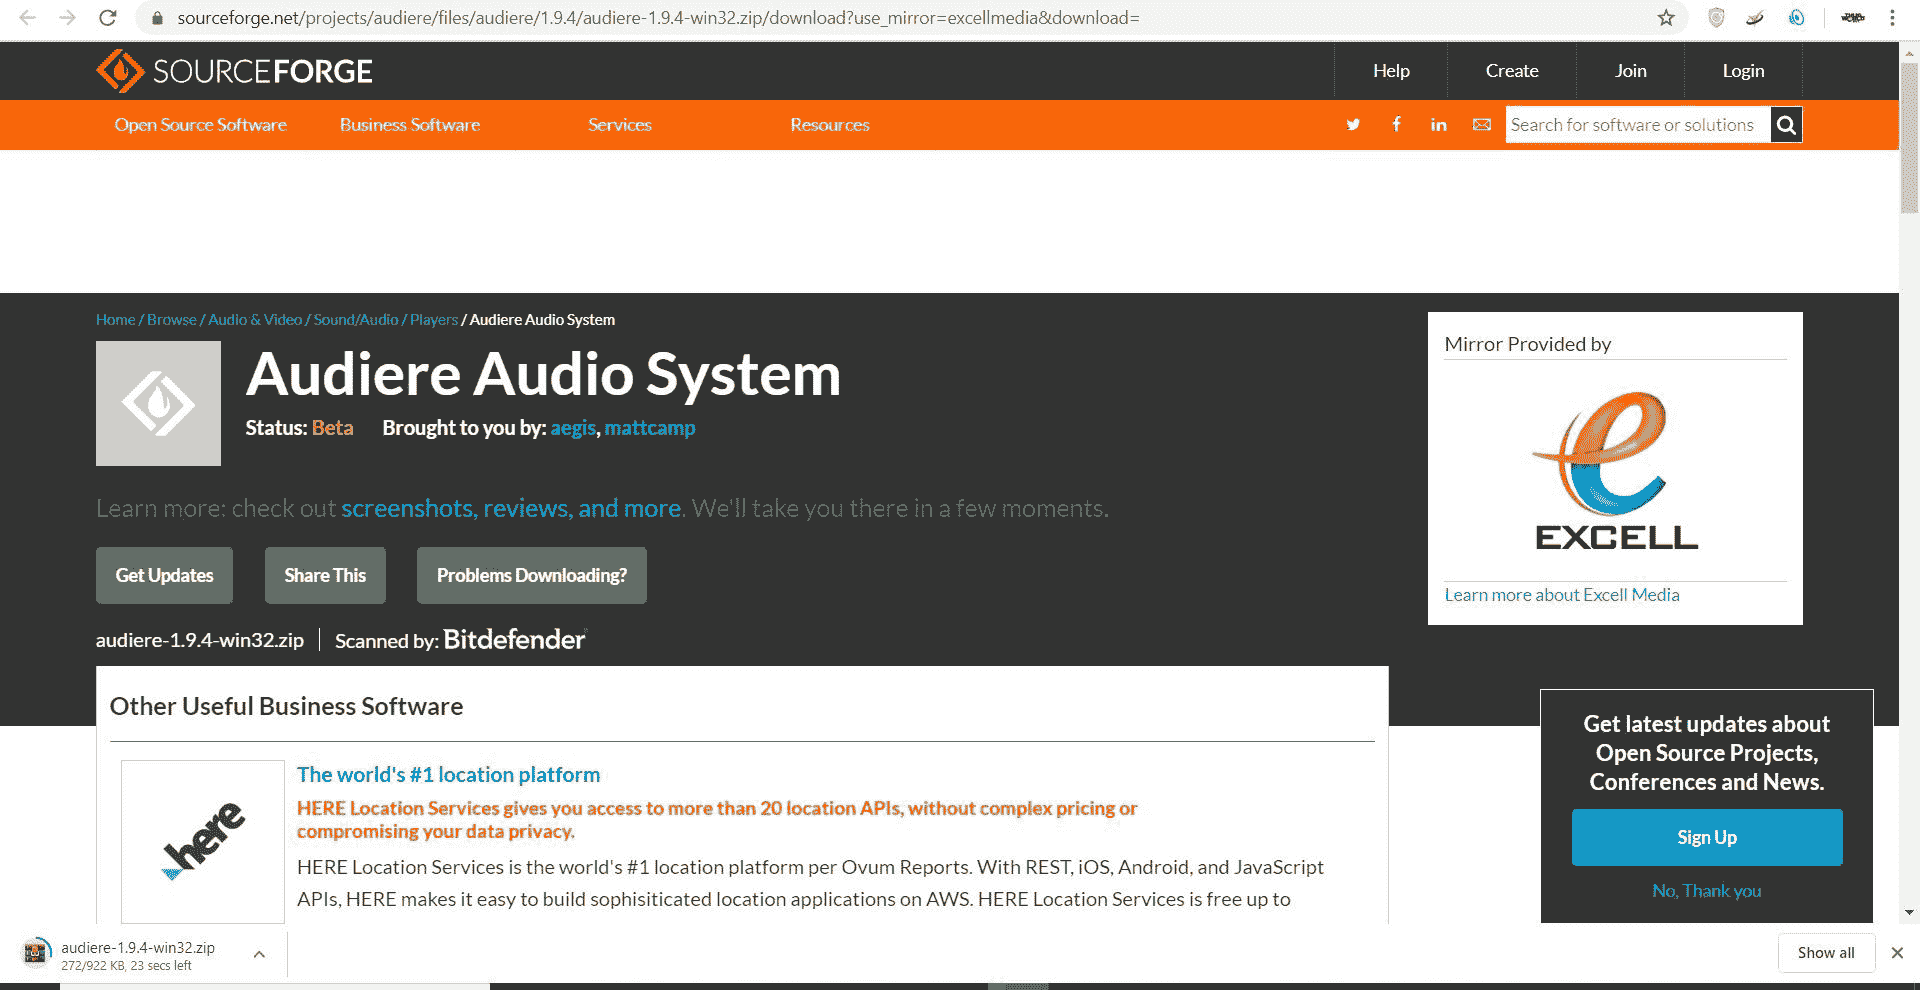 sourceforge.net/projects/audiere/files/audiere/1.9.4/audiere-1.9.4-win32.zip/download?use_mirror=excellmedia&download=
SOURCEFORGE
Help
Create
Join
Login
Open Source Software
Business Software
Services
Resources
Search for software or solutions
Home / Browse / Audio & Video / Sound/Audio / Players / Audiere Audio System
Audiere Audio System
Status: Beta
Brought to you by: aegis, mattcamp
Learn more: check out screenshots, reviews, and more. We'll take you there in a few moments.
Get Updates
Share This
Problems Downloading?
audiere-1.9.4-win32.zip
Scanned by: Bitdefender
Mirror Provided by
EXCELL
Learn more about Excell Media
Other Useful Business Software
here
The world's #1 location platform
HERE Location Services gives you access to more than 20 location APIs, without complex pricing or
compromising your data privacy.
HERE Location Services is the world's #1 location platform per Ovum Reports. With REST, iOS, Android, and JavaScript
APIs, HERE makes it easy to build sophisiticated location applications on AWS. HERE Location Services is free up to
Get latest updates about
Open Source Projects,
Conferences and News.
Sign Up
No, Thank you
audiere-1.9.4-win32.zip
272/922 KB, 23 secs left
Show all